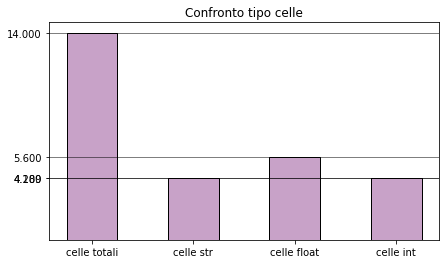 Confronto tipo celle
14.000
5.600
celle totali
celle str
celle float
celle int